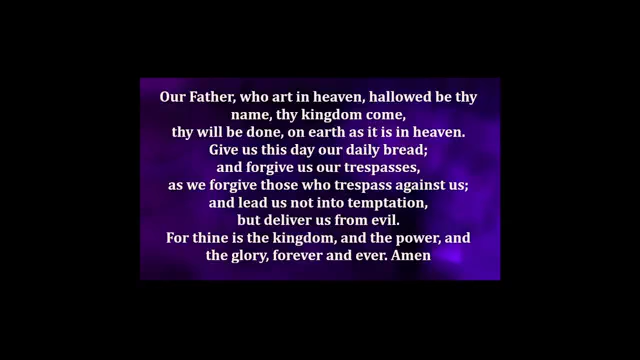 Our Father, who art in heaven, hallowed be thy
name, thy kingdom come,
thy will be done, on earth as it is in heaven.
Give us this day our daily bread;
and forgive us our trespasses,
as we forgive those who trespass against us;
and lead us not into temptation,
but deliver us from evil.
For thine is the kingdom, and the power, and
the glory, forever and ever. Amen